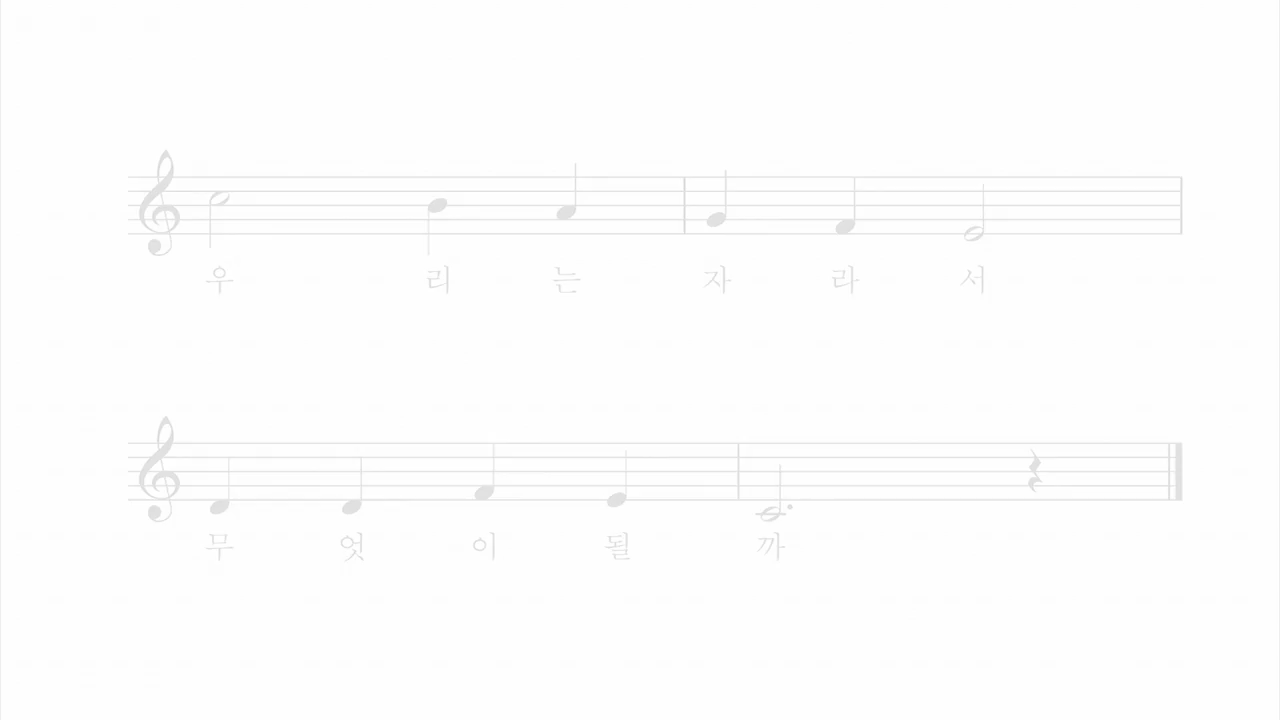 우 리 는 자 라 서
무 엇 이 될 까